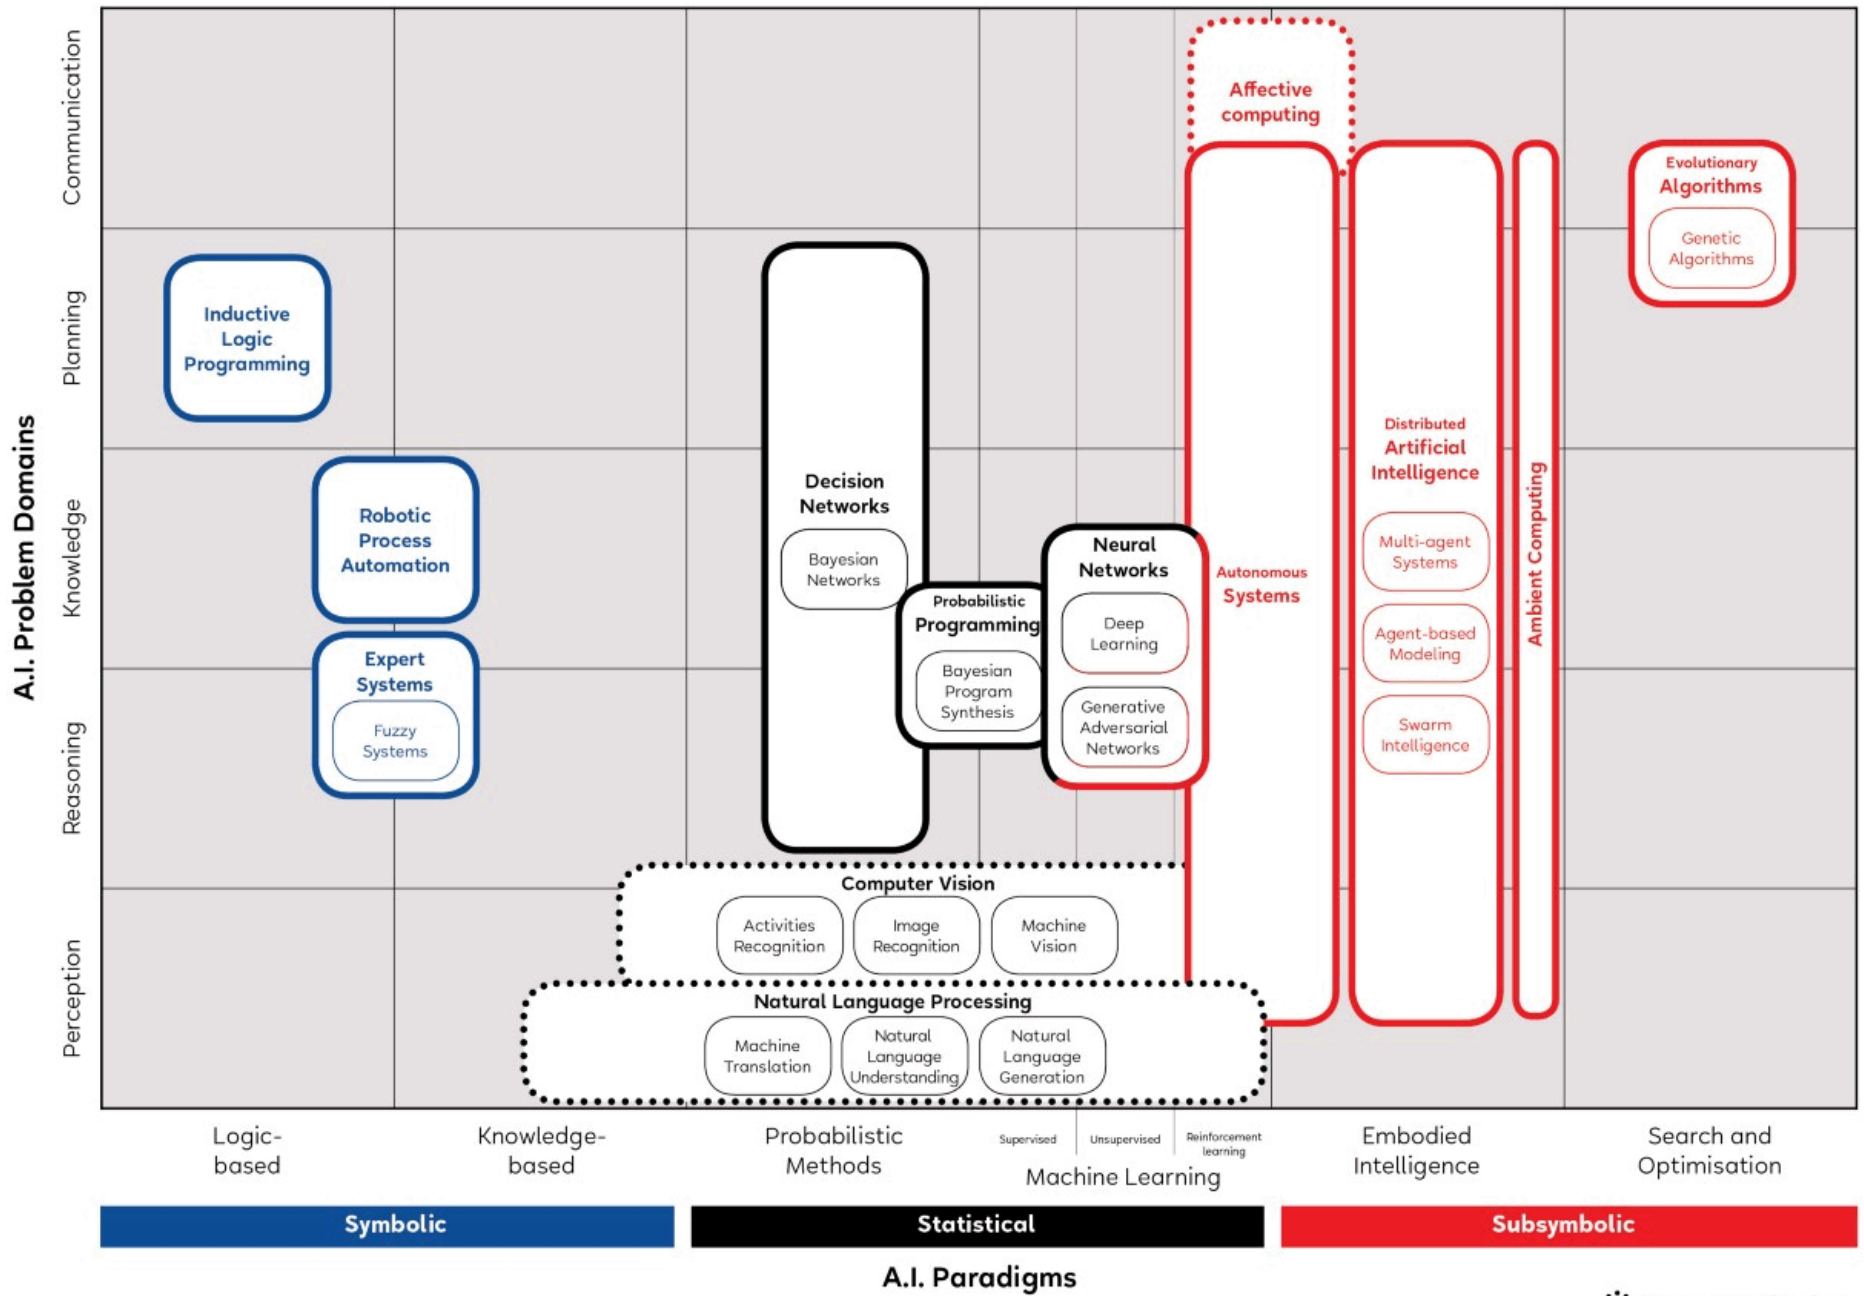 Communication
Planning
Knowledge
Reasoning
Perception
A.I. Problem Domains
Affective
computing
Evolutionary
Algorithms
Genetic
Algorithms
Inductive
Logic
Programming
Robotic
Process
Automation
Expert
Systems
Fuzzy
Systems
Decision
Networks
Bayesian
Networks
Probabilistic
Programming
Bayesian
Program
Synthesis
Neural
Networks
Deep
Learning
Generative
Adversarial
Networks
Autonomous
Systems
Distributed
Artificial
Intelligence
Multi-agent
Systems
Agent-based
Modeling
Swarm
Intelligence
Ambient Computing
Computer Vision
Activities
Recognition
Image
Recognition
Machine
Vision
Natural Language Processing
Machine
Translation
Natural
Language
Understanding
Natural
Language
Generation
Logic-
based
Knowledge-
based
Probabilistic
Methods
Supervised
Unsupervised
Reinforcement
learning
Machine Learning
Embodied
Intelligence
Search and
Optimisation
Symbolic
Statistical
Subsymbolic
A.I. Paradigms